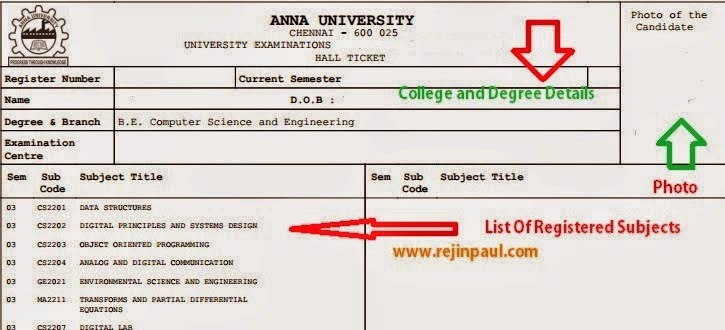 ANNA UNIVERSITY
PROGRESS THROUGH KNOWLEDGE
ANNA UNIVERSITY
CHENNAI - 600 025
UNIVERSITY EXAMINATIONS
HALL TICKET
Photo of the
Candidate
Register Number
Current Semester
Name
D.O.B :
College and Degree Details
Degree & Branch
B.E. Computer Science and Engineering
Examination
Centre
Photo
Sem Sub Code Subject Title
Sem Sub Code Subject Title
03 CS2201 DATA STRUCTURES
03 CS2202 DIGITAL PRINCIPLES AND SYSTEMS DESIGN
List Of Registered Subjects
03 CS2203 OBJECT ORIENTED PROGRAMMING
www.rejinpaul.com
03 CS2204 ANALOG AND DIGITAL COMMUNICATION
03 GE2021 ENVIRONMENTAL SCIENCE AND ENGINEERING
03 MA2211 TRANSFORMS AND PARTIAL DIFFERENTIAL
EQUATIONS
03 CS2207 DIGITAL LAB